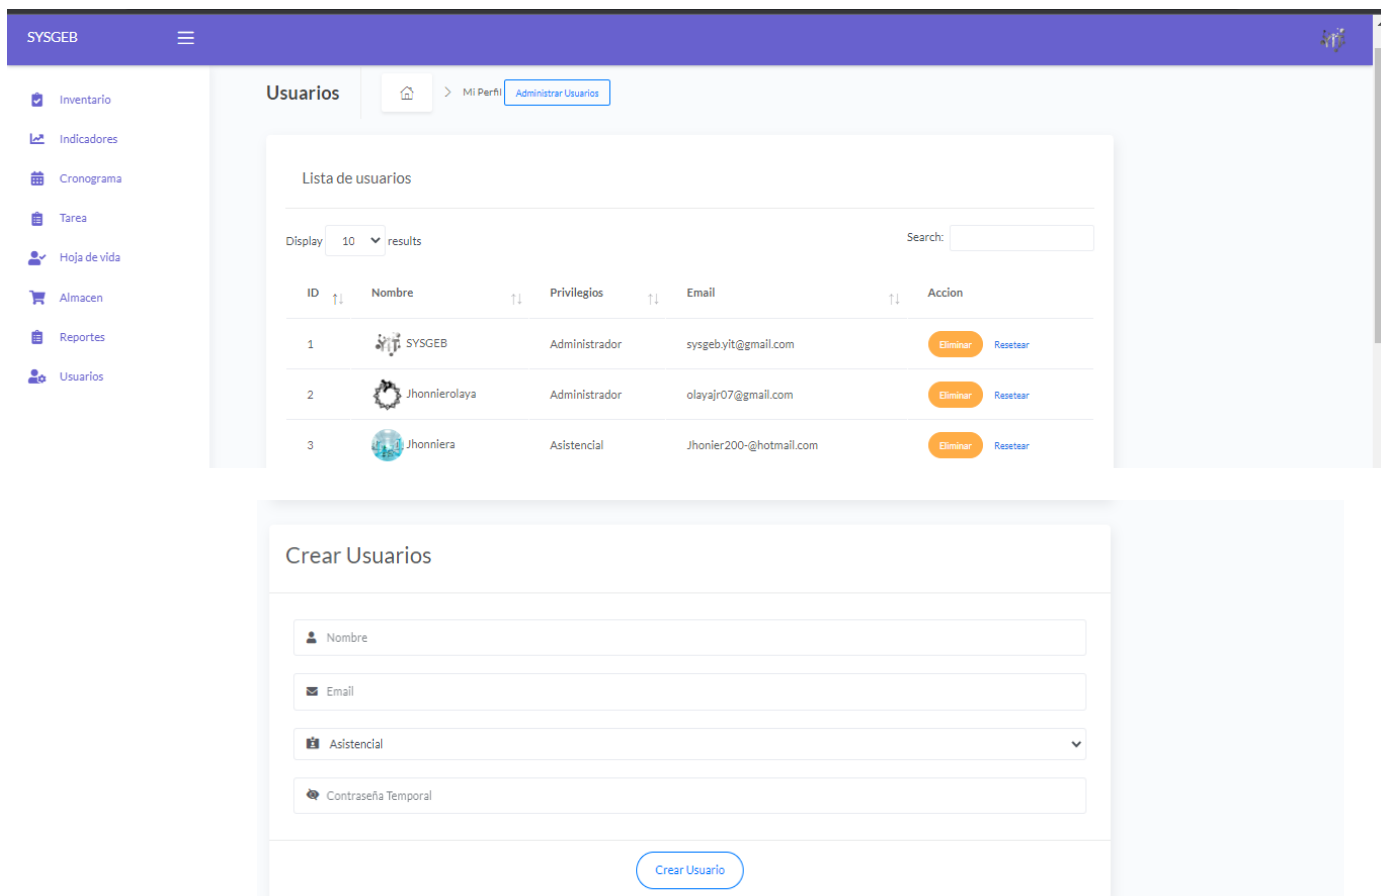 SYSGEB
Inventario
Indicadores
Cronograma
Tarea
Hoja de vida
Almacen
Reportes
Usuarios
Usuarios > Mi Perfil Administrar Usuarios
Lista de usuarios
Display 10 results Search:
ID Nombre Privilegios Email Accion
1 SYSGEB Administrador sysgeb.yit@gmail.com Eliminar Resetear
2 Jhonnierolaya Administrador olayajr07@gmail.com Eliminar Resetear
3 Jhonniera Asistencial Jhonier200-@hotmail.com Eliminar Resetear
Crear Usuarios
Nombre
Email
Asistencial
Contraseña Temporal
Crear Usuario